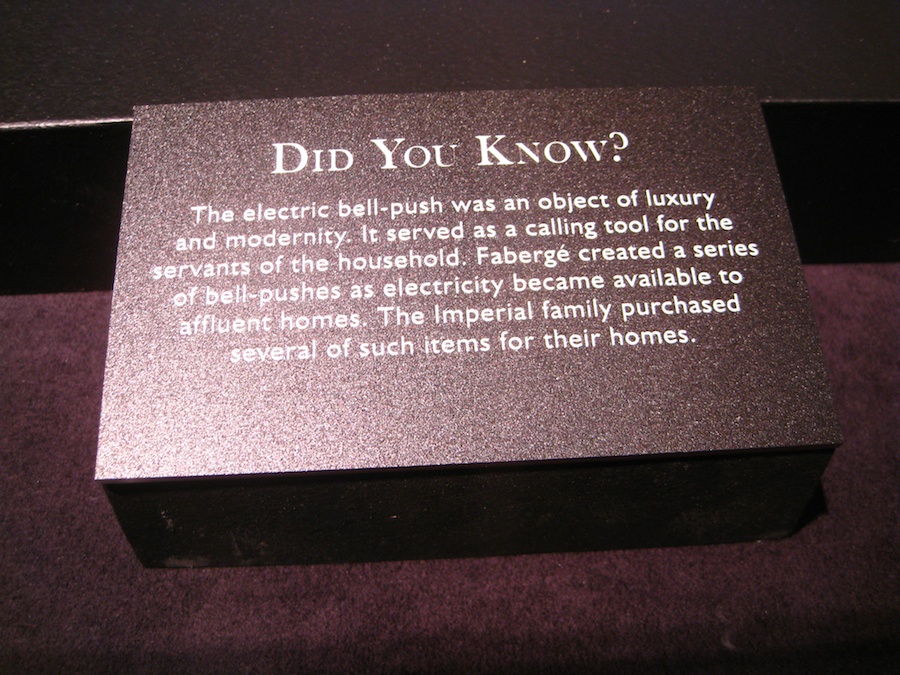 Did You Know?
The electric bell-push was an object of luxury
and modernity. It served as a calling tool for the
servants of the household. Fabergé created a series
of bell-pushes as electricity became available to
affluent homes. The Imperial family purchased
several of such items for their homes.